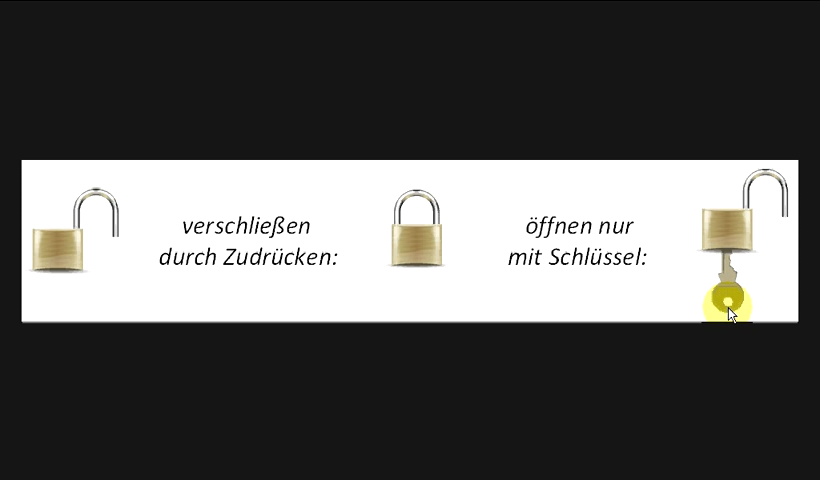 verschließen
durch Zudrücken:
öffnen nur
mit Schlüssel: